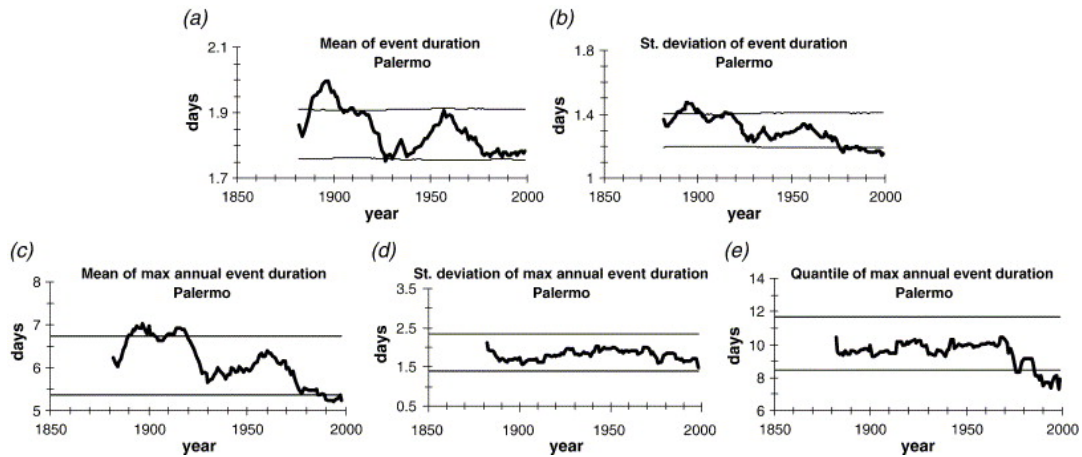 (a)
Mean of event duration
Palermo
2.1
1.9
1.7
days
1850 1900 1950 2000
year
(b)
St. deviation of event duration
Palermo
1.8
1.4
1
days
1850 1900 1950 2000
year
(c)
Mean of max annual event duration
Palermo
8
7
6
5
days
1850 1900 1950 2000
year
(d)
St. deviation of max annual event duration
Palermo
3.5
2.5
1.5
0.5
days
1850 1900 1950 2000
year
(e)
Quantile of max annual event duration
Palermo
14
12
10
8
6
days
1850 1900 1950 2000
year